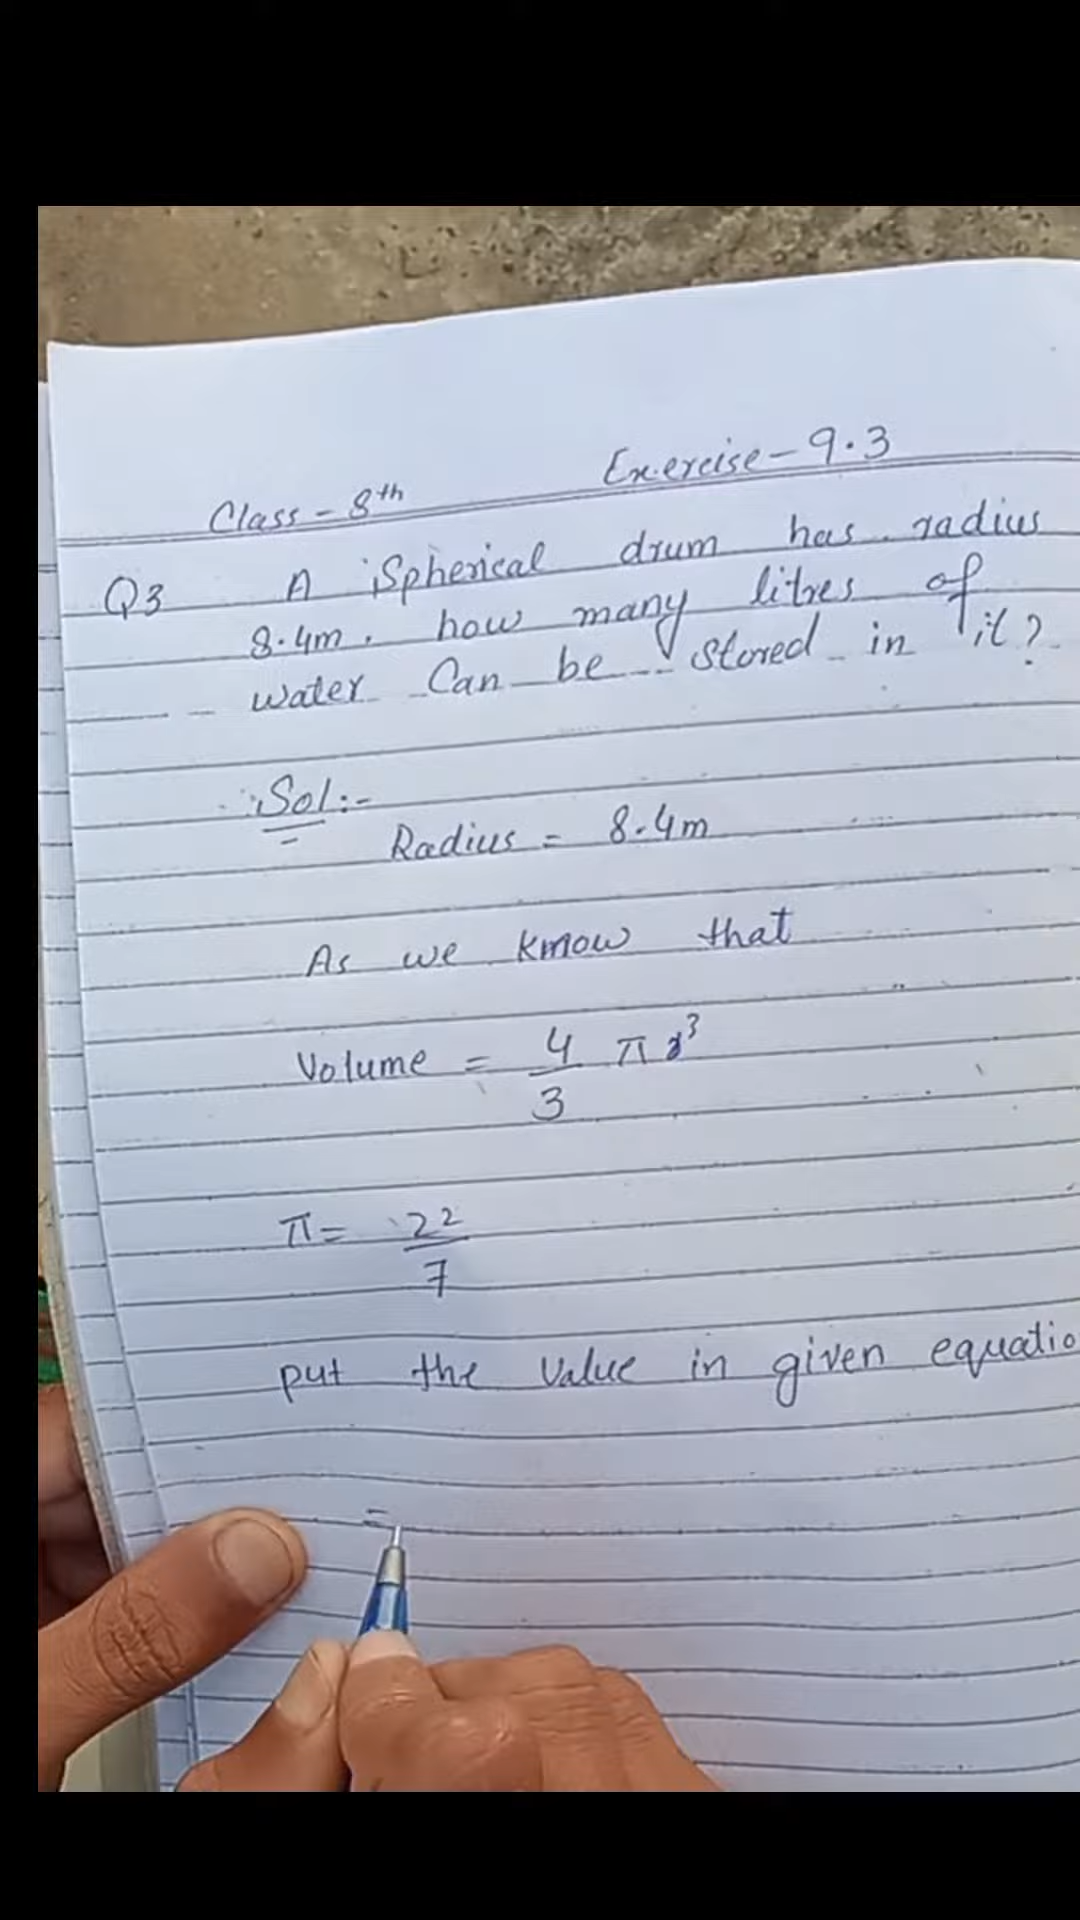 Class - 8th Exercise - 9.3
Q3 A Spherical drum has radius
8.4m. how many litres of
water Can be stored in it?
Sol:-
Radius = 8.4m
As we know that
Volume = 4/3 π r³
π = 22/7
put the Value in given equatio
=